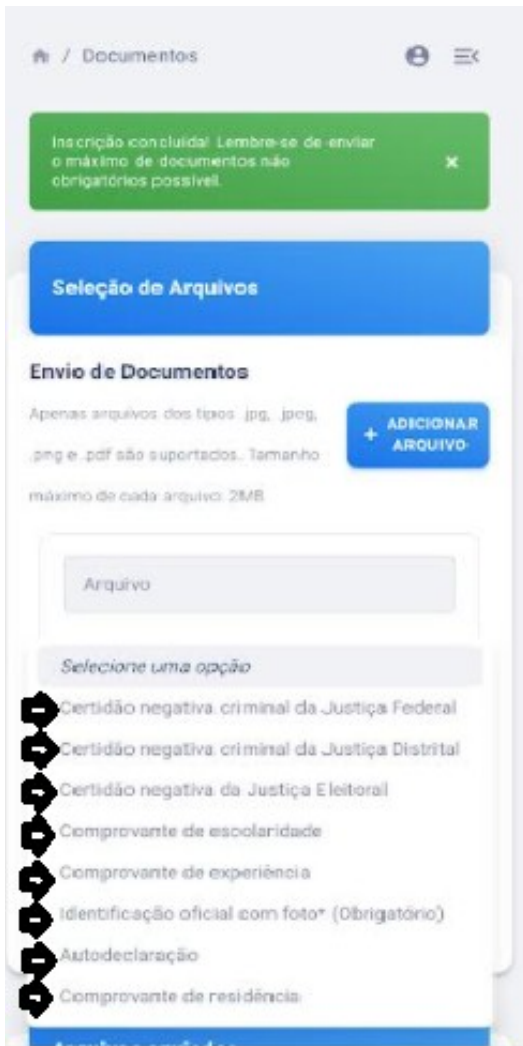 / Documentos
Inscrição concluída! Lembre-se de enviar
o máximo de documentos não
obrigatórios possível.
Seleção de Arquivos
Envio de Documentos
Apenas arquivos dos tipos .jpg, .jpeg,
.png e .pdf são suportados. Tamanho
máximo de cada arquivo: 2MB
+ ADICIONAR
ARQUIVO
Arquivo
Selecione uma opção
Certidão negativa criminal da Justiça Federal
Certidão negativa criminal da Justiça Distrital
Certidão negativa da Justiça Eleitoral
Comprovante de escolaridade
Comprovante de experiência
Identificação oficial com foto* (Obrigatório)
Autodeclaração
Comprovante de residência
Arquivos enviados